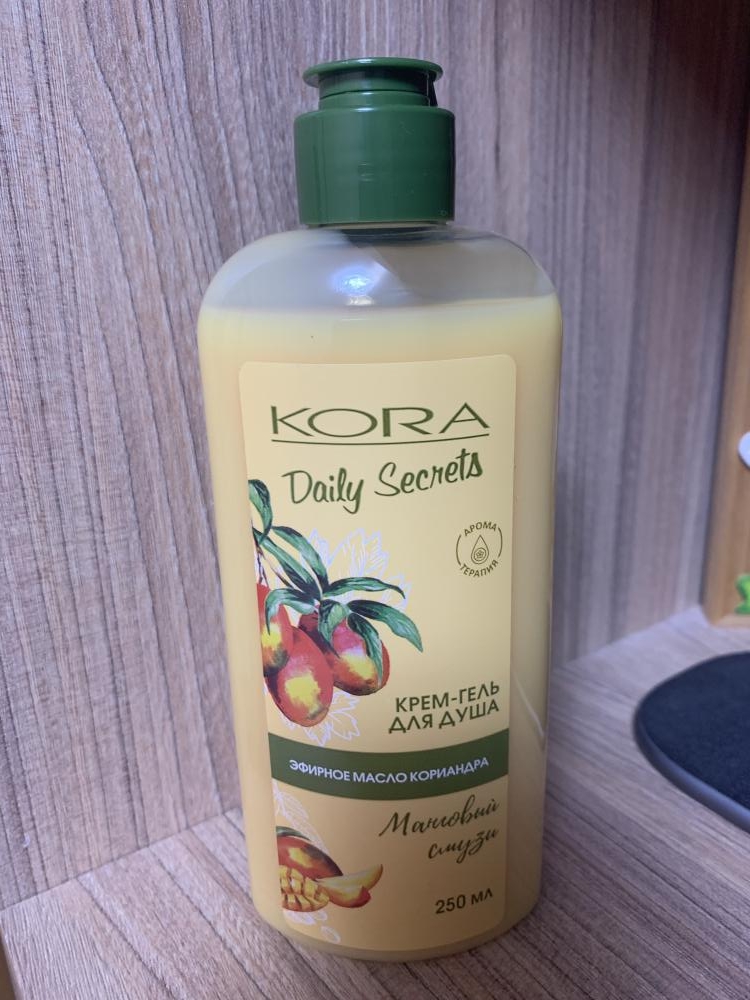 KORA
Daily Secrets
АРОМА
ТЕРАПИЯ
КРЕМ-ГЕЛЬ
ДЛЯ ДУША
ЭФИРНОЕ МАСЛО КОРИАНДРА
Манговый
смузи
250 МЛ